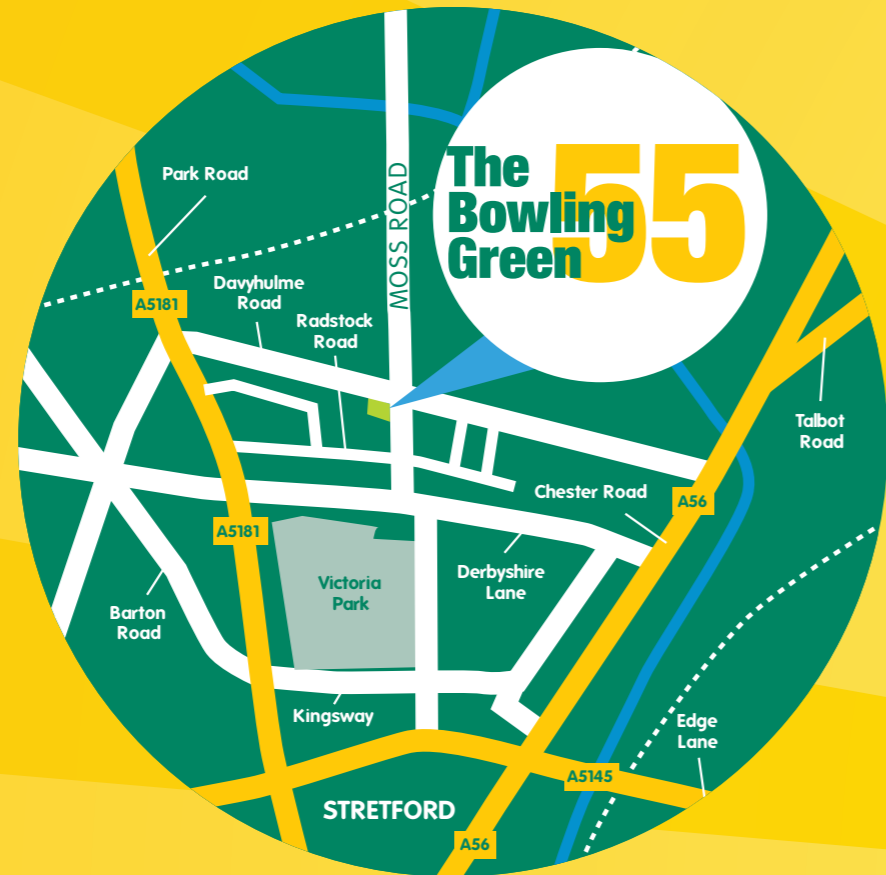 Park Road
MOSS ROAD
The
Bowling
Green
55
Davyhulme
Road
A5181
Radstock
Road
Talbot
Road
Chester Road
A56
A5181
Derbyshire
Lane
Victoria
Park
Barton
Road
Kingsway
Edge
Lane
A5145
STRETFORD
A56